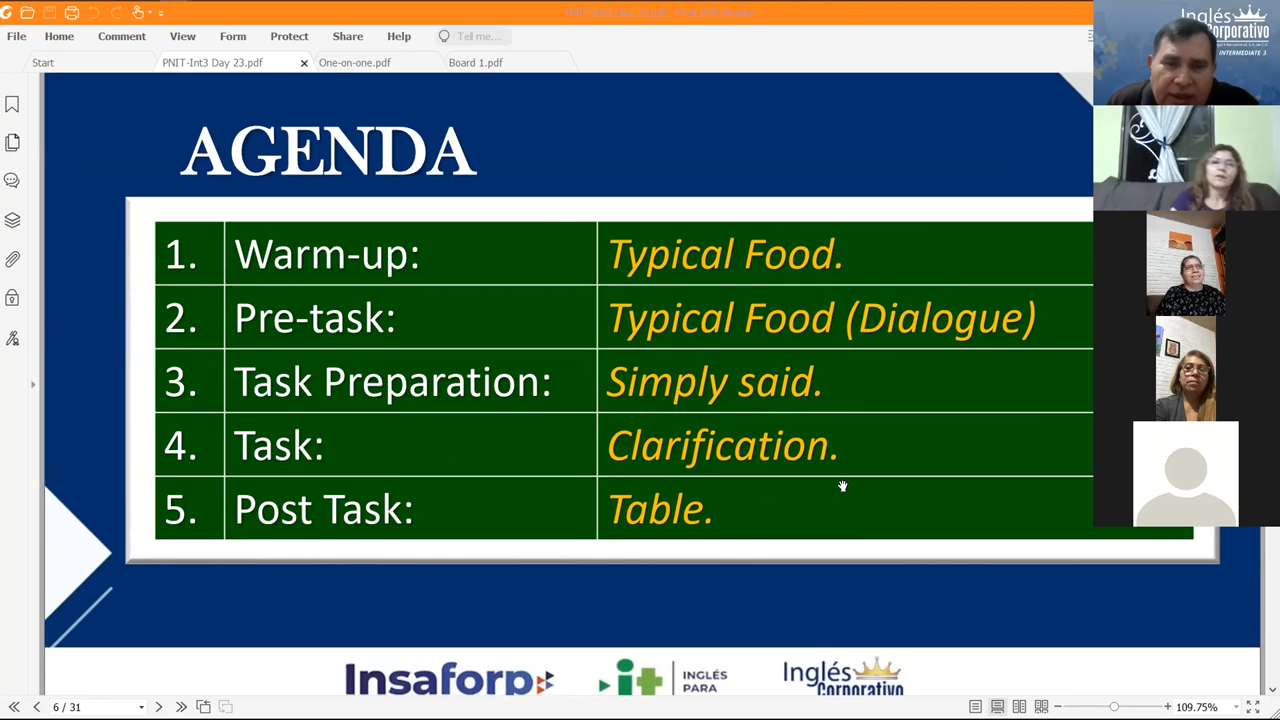 File Home Comment View Form Protect Share Help Tell me...
Start PNIT-Int3 Day 23.pdf One-on-one.pdf Board 1.pdf
Inglés
Corporativo
INTERMEDIATE 3
AGENDA
1. Warm-up: Typical Food.
2. Pre-task: Typical Food (Dialogue)
3. Task Preparation: Simply said.
4. Task: Clarification.
5. Post Task: Table.
Insaforp it INGLÉS PARA Inglés Corporativo
6 / 31 109.75%